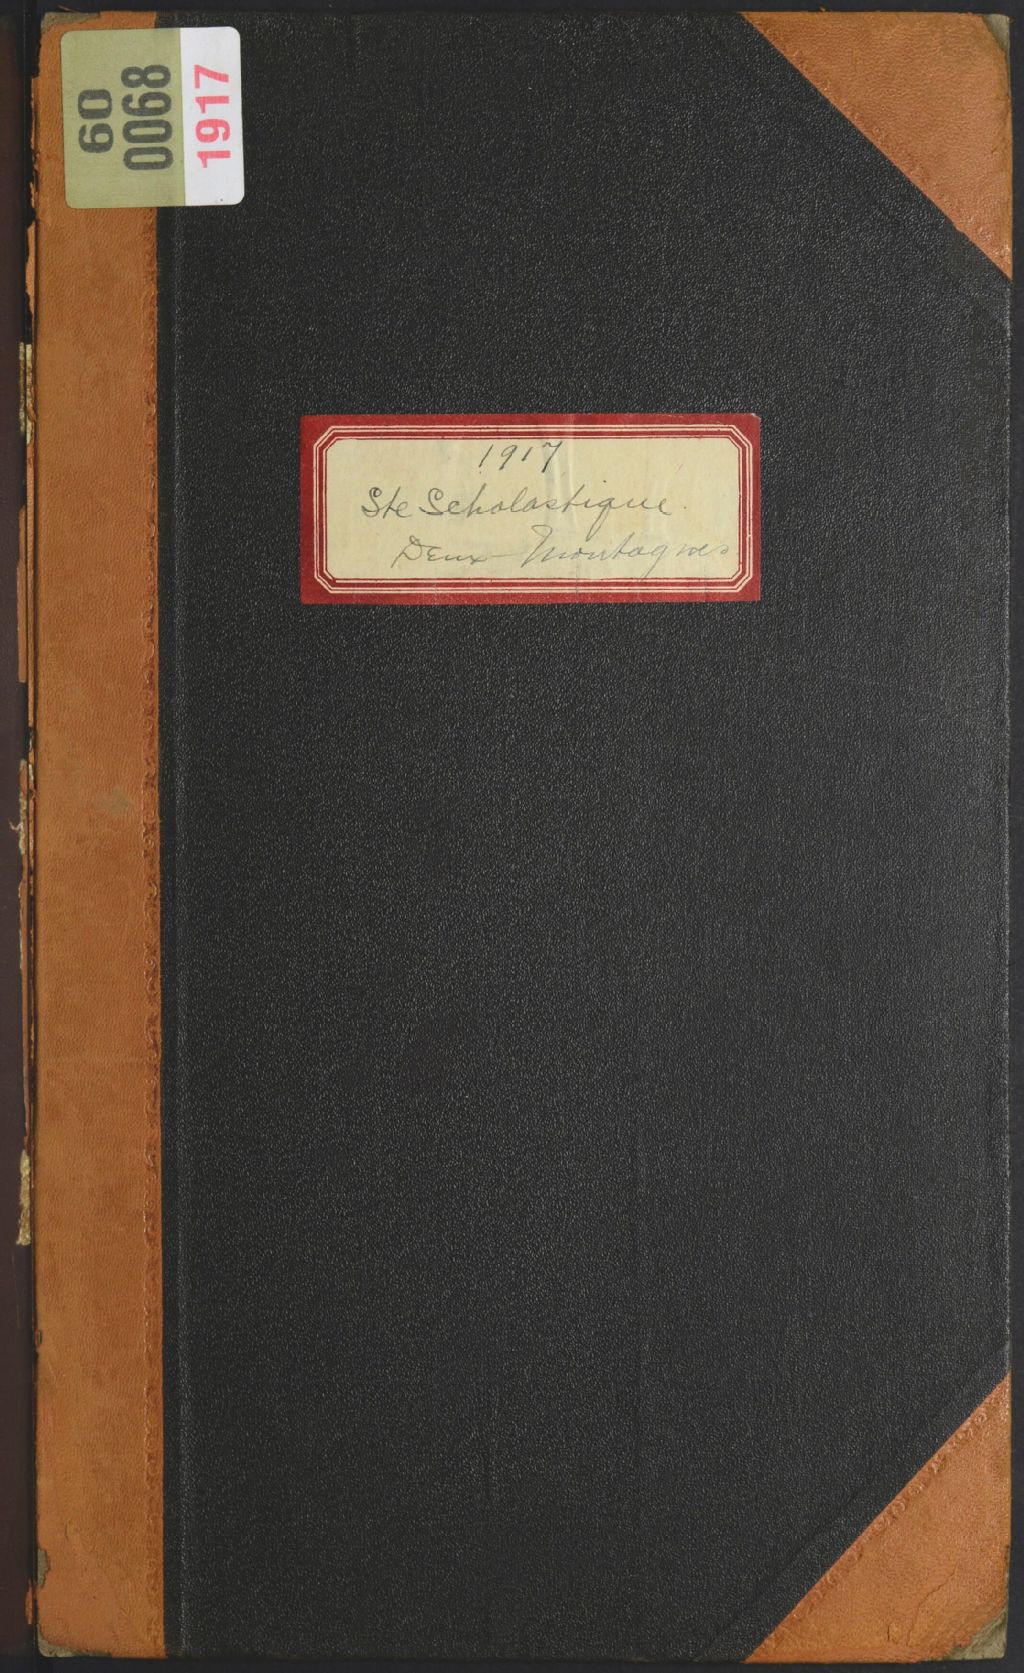 60
0068
1917
1917
Ste Scholastique.
Deux-Montagnes